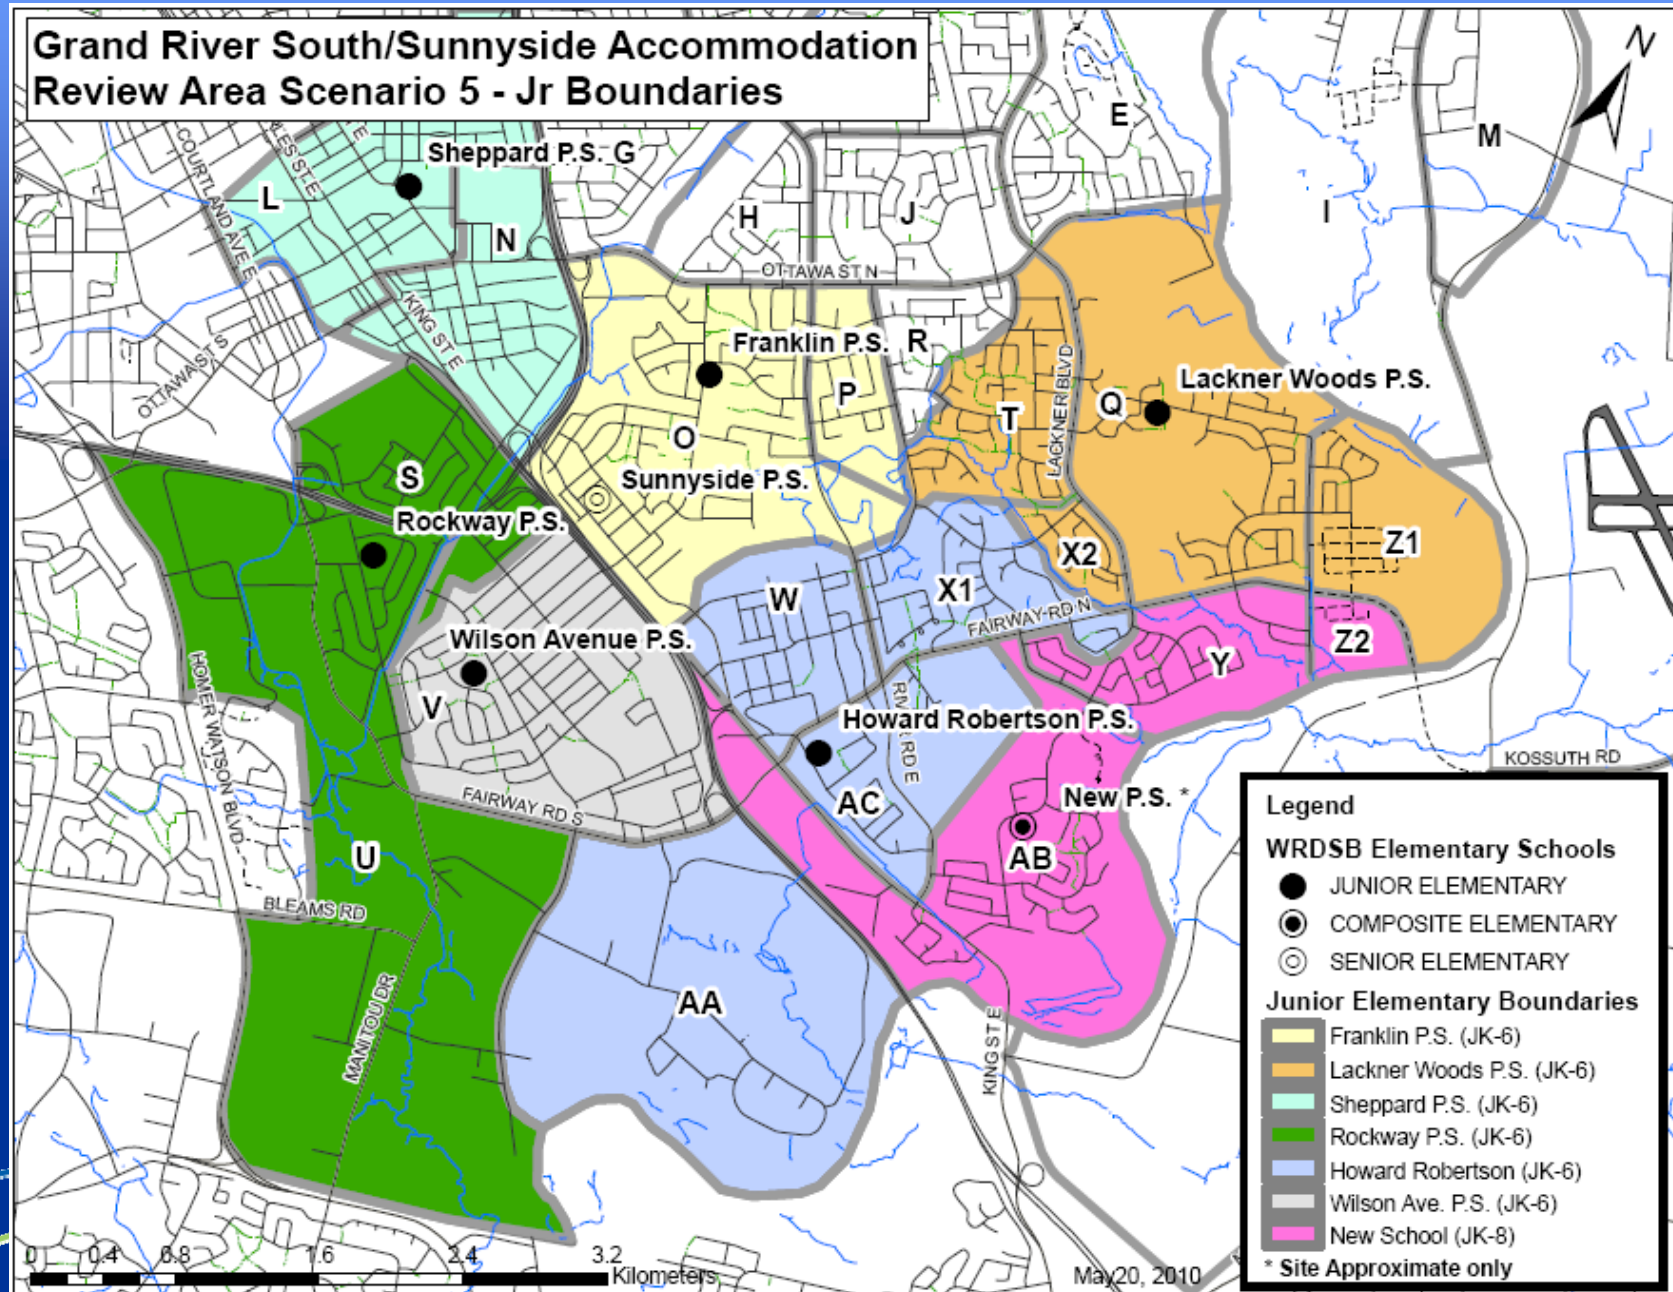 Grand River South/Sunnyside Accommodation
Review Area Scenario 5 - Jr Boundaries
N
E
M
COURTLAND AVE E
Sheppard P.S.
G
L
H
J
I
N
OTTAWA ST N
KING ST E
OTTAWA ST S
Franklin P.S.
R
LACKNER BLVD
Lackner Woods P.S.
P
T
Q
O
S
Sunnyside P.S.
Rockway P.S.
X2
Z1
W
X1
FAIRWAY RD N
Wilson Avenue P.S.
Z2
Y
HOMER WATSON BLVD
V
RIVER RD E
Howard Robertson P.S.
KOSSUTH RD
FAIRWAY RD S
AC
New P.S. *
AB
U
BLEAMS RD
MANITOU DR
AA
KING ST E
Legend
WRDSB Elementary Schools
JUNIOR ELEMENTARY
COMPOSITE ELEMENTARY
SENIOR ELEMENTARY
Junior Elementary Boundaries
Franklin P.S. (JK-6)
Lackner Woods P.S. (JK-6)
Sheppard P.S. (JK-6)
Rockway P.S. (JK-6)
Howard Robertson (JK-6)
Wilson Ave. P.S. (JK-6)
New School (JK-8)
* Site Approximate only
0 0.4 0.8 1.6 2.4 3.2
Kilometers
May20, 2010